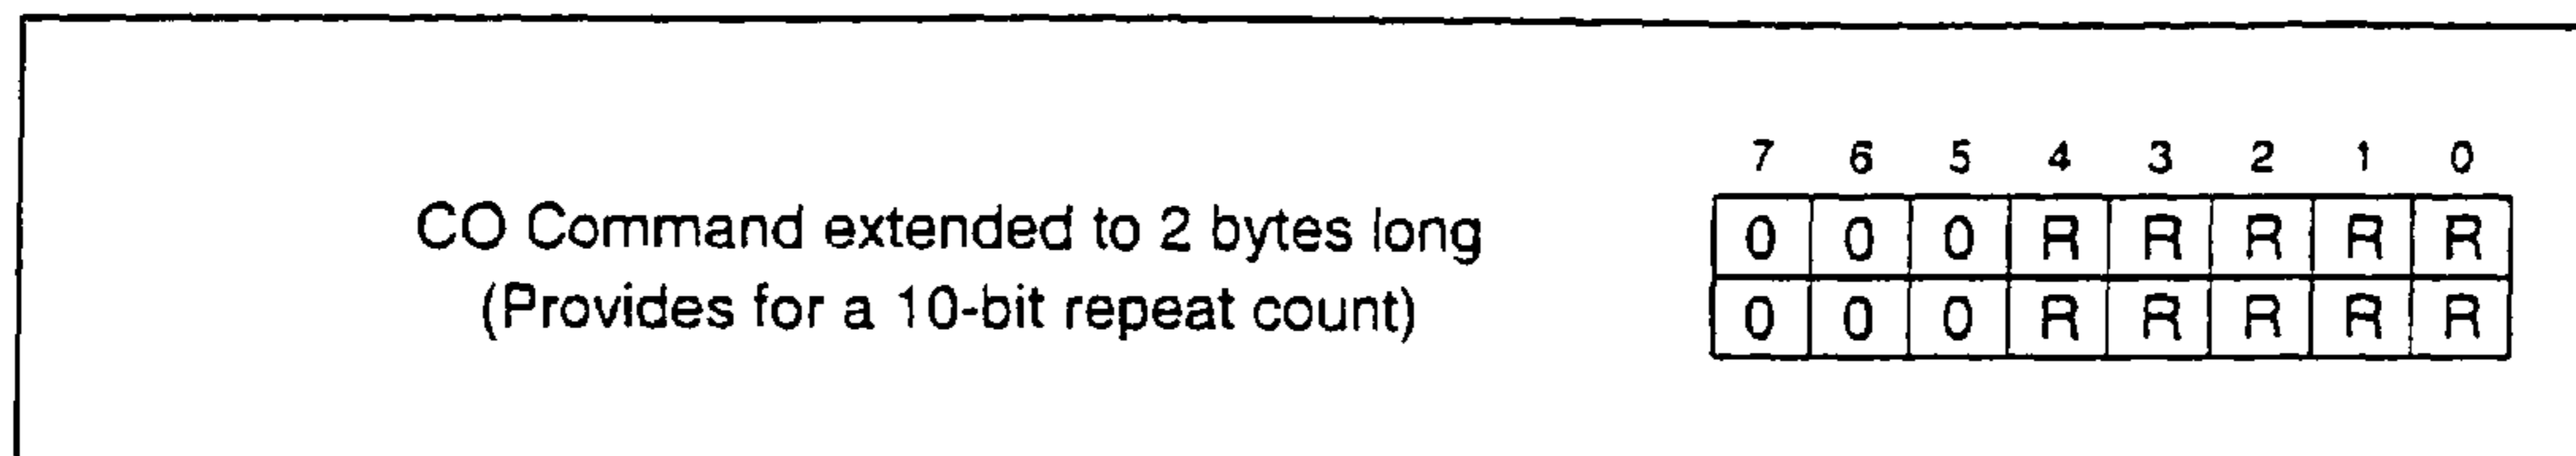 7 6 5 4 3 2 1 0
CO Command extended to 2 bytes long 0 0 0 R R R R R
(Provides for a 10-bit repeat count) 0 0 0 R R R R R